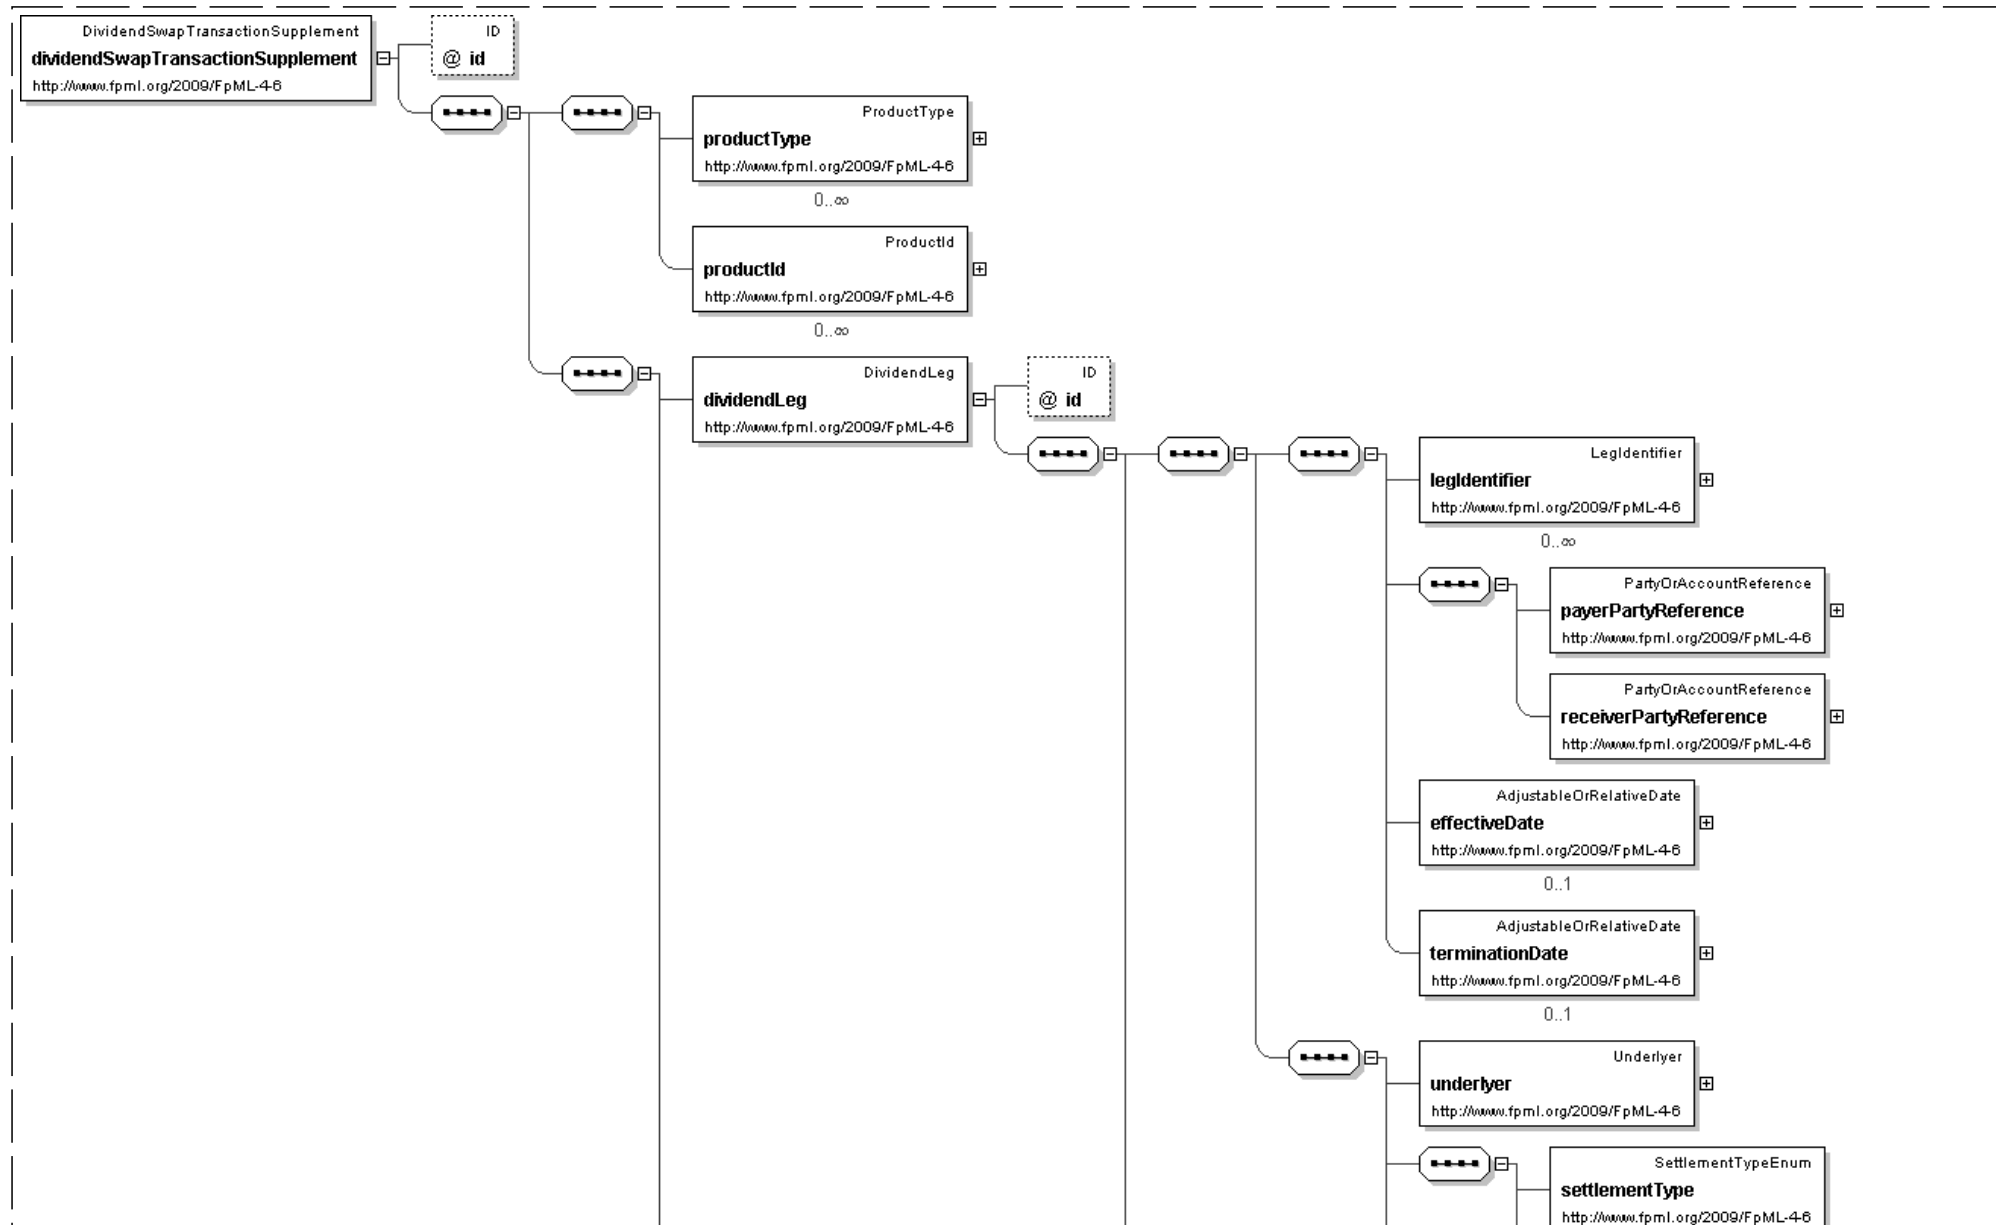 DividendSwapTransactionSupplement
dividendSwapTransactionSupplement
http://www.fpml.org/2009/FpML-4-6
ID
@ id
ProductType
productType
http://www.fpml.org/2009/FpML-4-6
0..∞
ProductId
productId
http://www.fpml.org/2009/FpML-4-6
0..∞
DividendLeg
dividendLeg
http://www.fpml.org/2009/FpML-4-6
ID
@ id
LegIdentifier
legIdentifier
http://www.fpml.org/2009/FpML-4-6
0..∞
PartyOrAccountReference
payerPartyReference
http://www.fpml.org/2009/FpML-4-6
PartyOrAccountReference
receiverPartyReference
http://www.fpml.org/2009/FpML-4-6
AdjustableOrRelativeDate
effectiveDate
http://www.fpml.org/2009/FpML-4-6
0..1
AdjustableOrRelativeDate
terminationDate
http://www.fpml.org/2009/FpML-4-6
0..1
Underlyer
underlyer
http://www.fpml.org/2009/FpML-4-6
SettlementTypeEnum
settlementType
http://www.fpml.org/2009/FpML-4-6